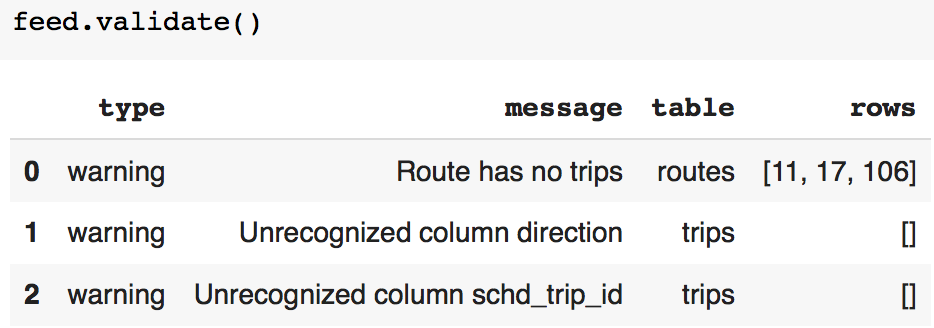 feed.validate()
type message table rows
0 warning Route has no trips routes [11, 17, 106]
1 warning Unrecognized column direction trips []
2 warning Unrecognized column schd_trip_id trips []